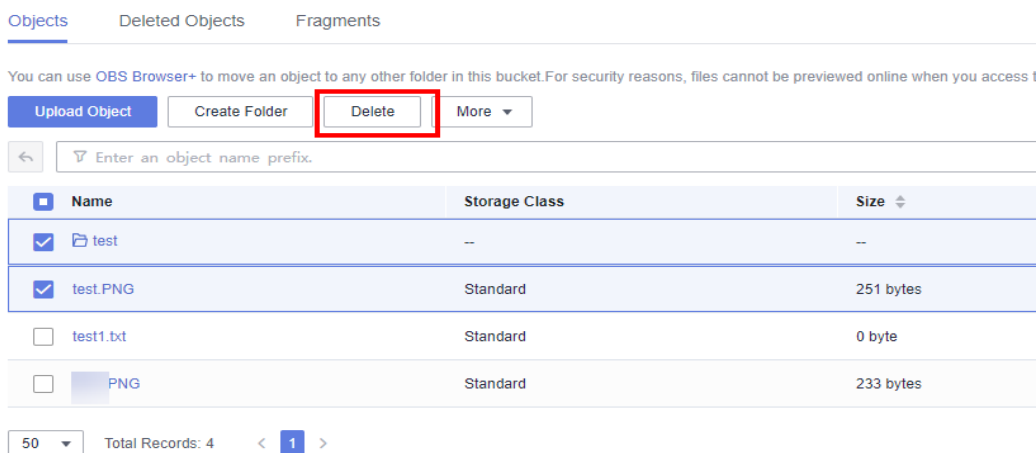 Objects Deleted Objects Fragments
You can use OBS Browser+ to move an object to any other folder in this bucket.For security reasons, files cannot be previewed online when you access
Upload Object Create Folder Delete More
Enter an object name prefix.
Name Storage Class Size
test -- --
test.PNG Standard 251 bytes
test1.txt Standard 0 byte
PNG Standard 233 bytes
50 Total Records: 4 < 1 >